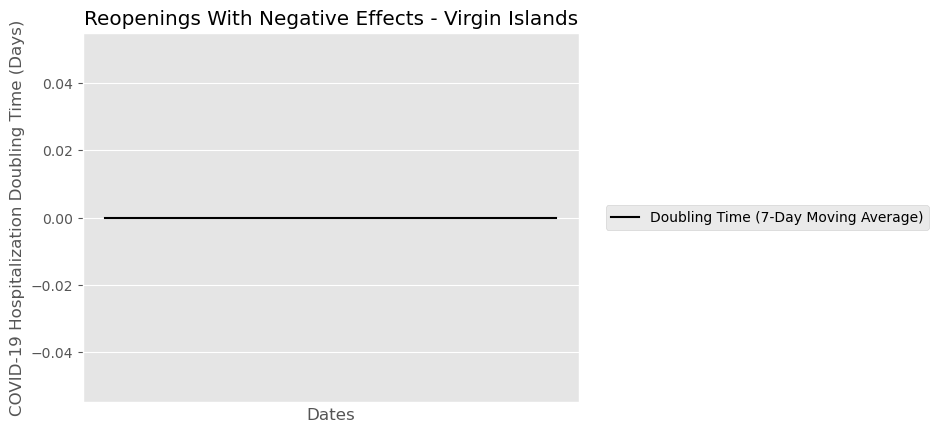 Reopenings With Negative Effects - Virgin Islands
COVID-19 Hospitalization Doubling Time (Days)
0.04
0.02
0.00
−0.02
−0.04
Dates
Doubling Time (7-Day Moving Average)